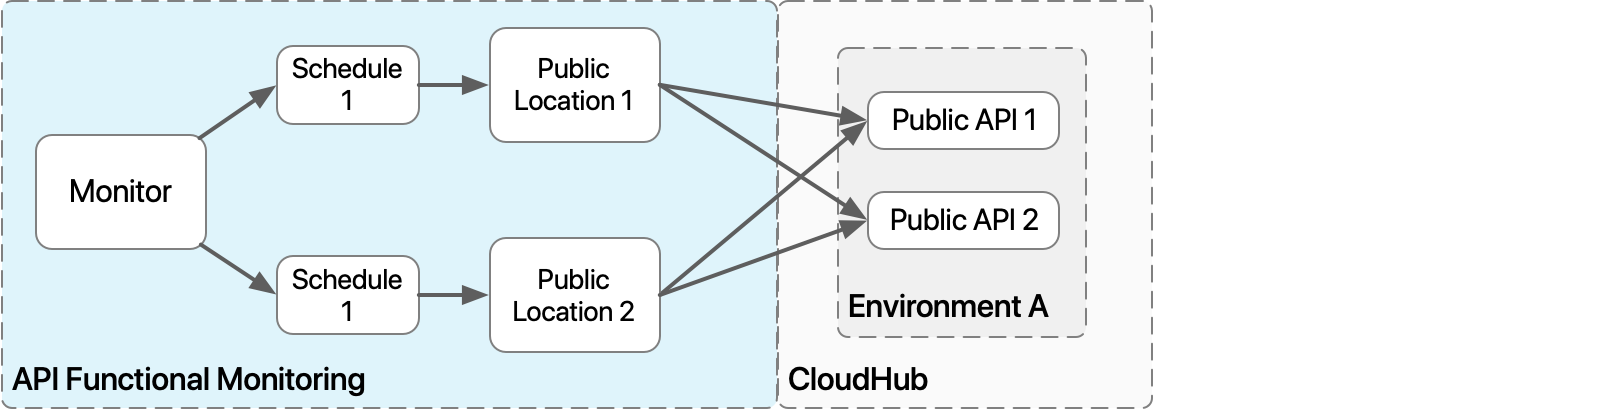 Monitor
Schedule
1
Public
Location 1
Schedule
1
Public
Location 2
API Functional Monitoring
Public API 1
Public API 2
Environment A
CloudHub